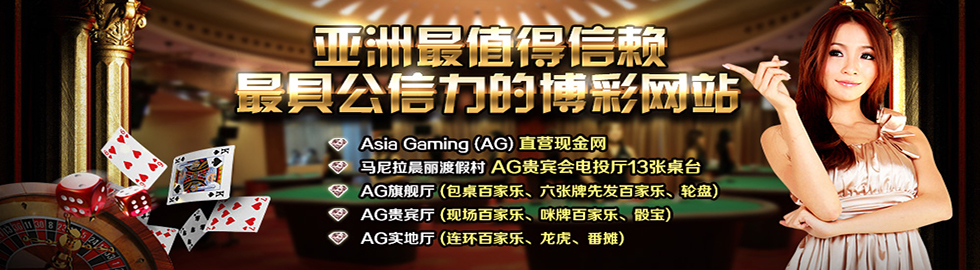 亚洲最值得信赖
最具公信力的博彩网站
Asia Gaming (AG) 直营现金网
马尼拉晨丽渡假村 AG贵宾会电投厅13张桌台
AG旗舰厅 (包桌百家乐、六张牌先发百家乐、轮盘)
AG贵宾厅 (现场百家乐、咪牌百家乐、骰宝)
AG实地厅 (连环百家乐、龙虎、番摊)